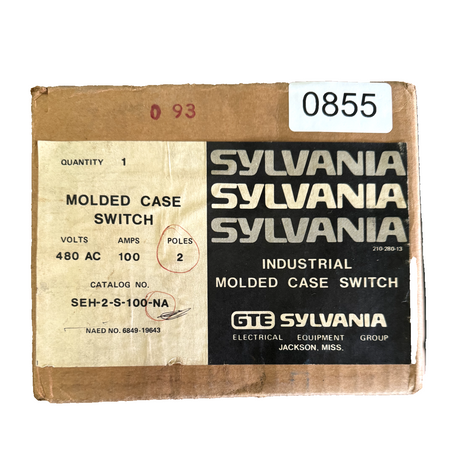 0 93
0855
QUANTITY 1
MOLDED CASE
SWITCH
VOLTS AMPS POLES
480 AC 100 2
CATALOG NO.
SEH-2-S-100-NA
NAED NO. 6849-19643
SYLVANIA
SYLVANIA
SYLVANIA
210-280-13
INDUSTRIAL
MOLDED CASE SWITCH
GTE SYLVANIA
ELECTRICAL EQUIPMENT GROUP
JACKSON, MISS.